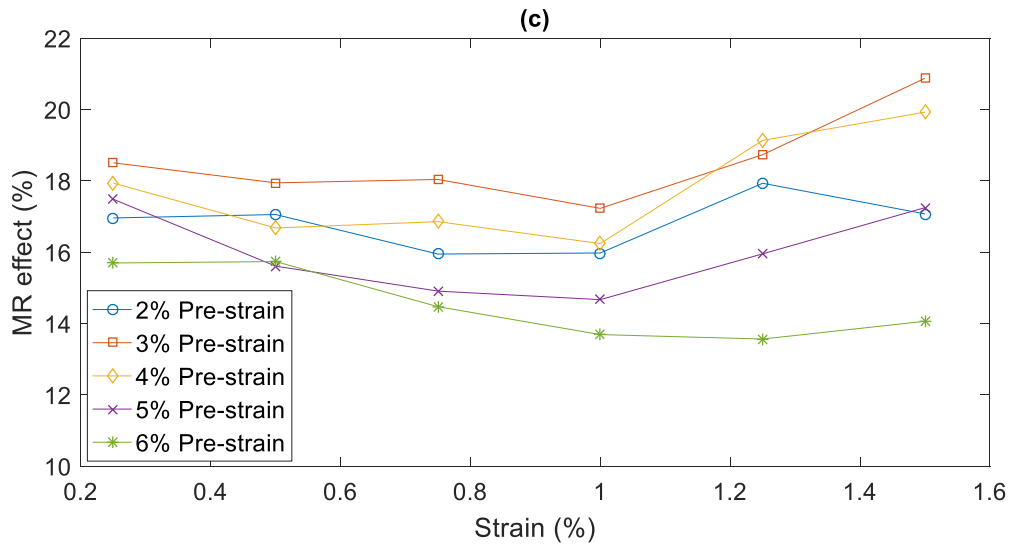 (c)
22
20
18
16
14
12
10
MR effect (%)
2% Pre-strain
3% Pre-strain
4% Pre-strain
5% Pre-strain
6% Pre-strain
0.2 0.4 0.6 0.8 1 1.2 1.4 1.6
Strain (%)